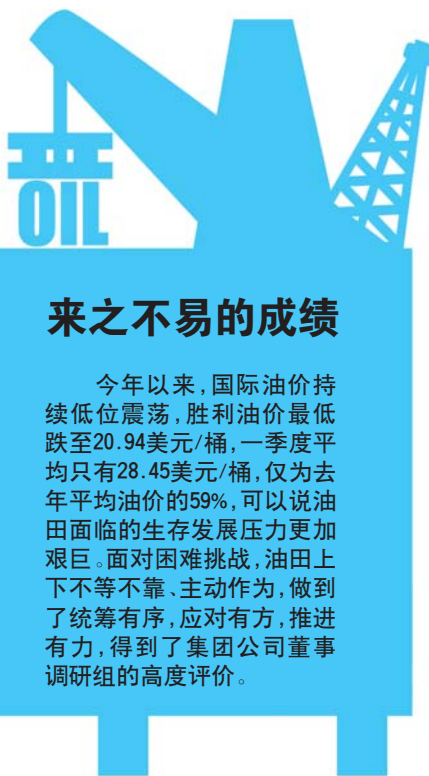 OIL
来之不易的成绩
今年以来,国际油价持
续低位震荡,胜利油价最低
跌至20.94美元/桶,一季度平
均只有28.45美元/桶,仅为去
年平均油价的59%,可以说油
田面临的生存发展压力更加
艰巨。面对困难挑战,油田上
下不等不靠、主动作为,做到
了统筹有序,应对有方,推进
有力,得到了集团公司董事
调研组的高度评价。